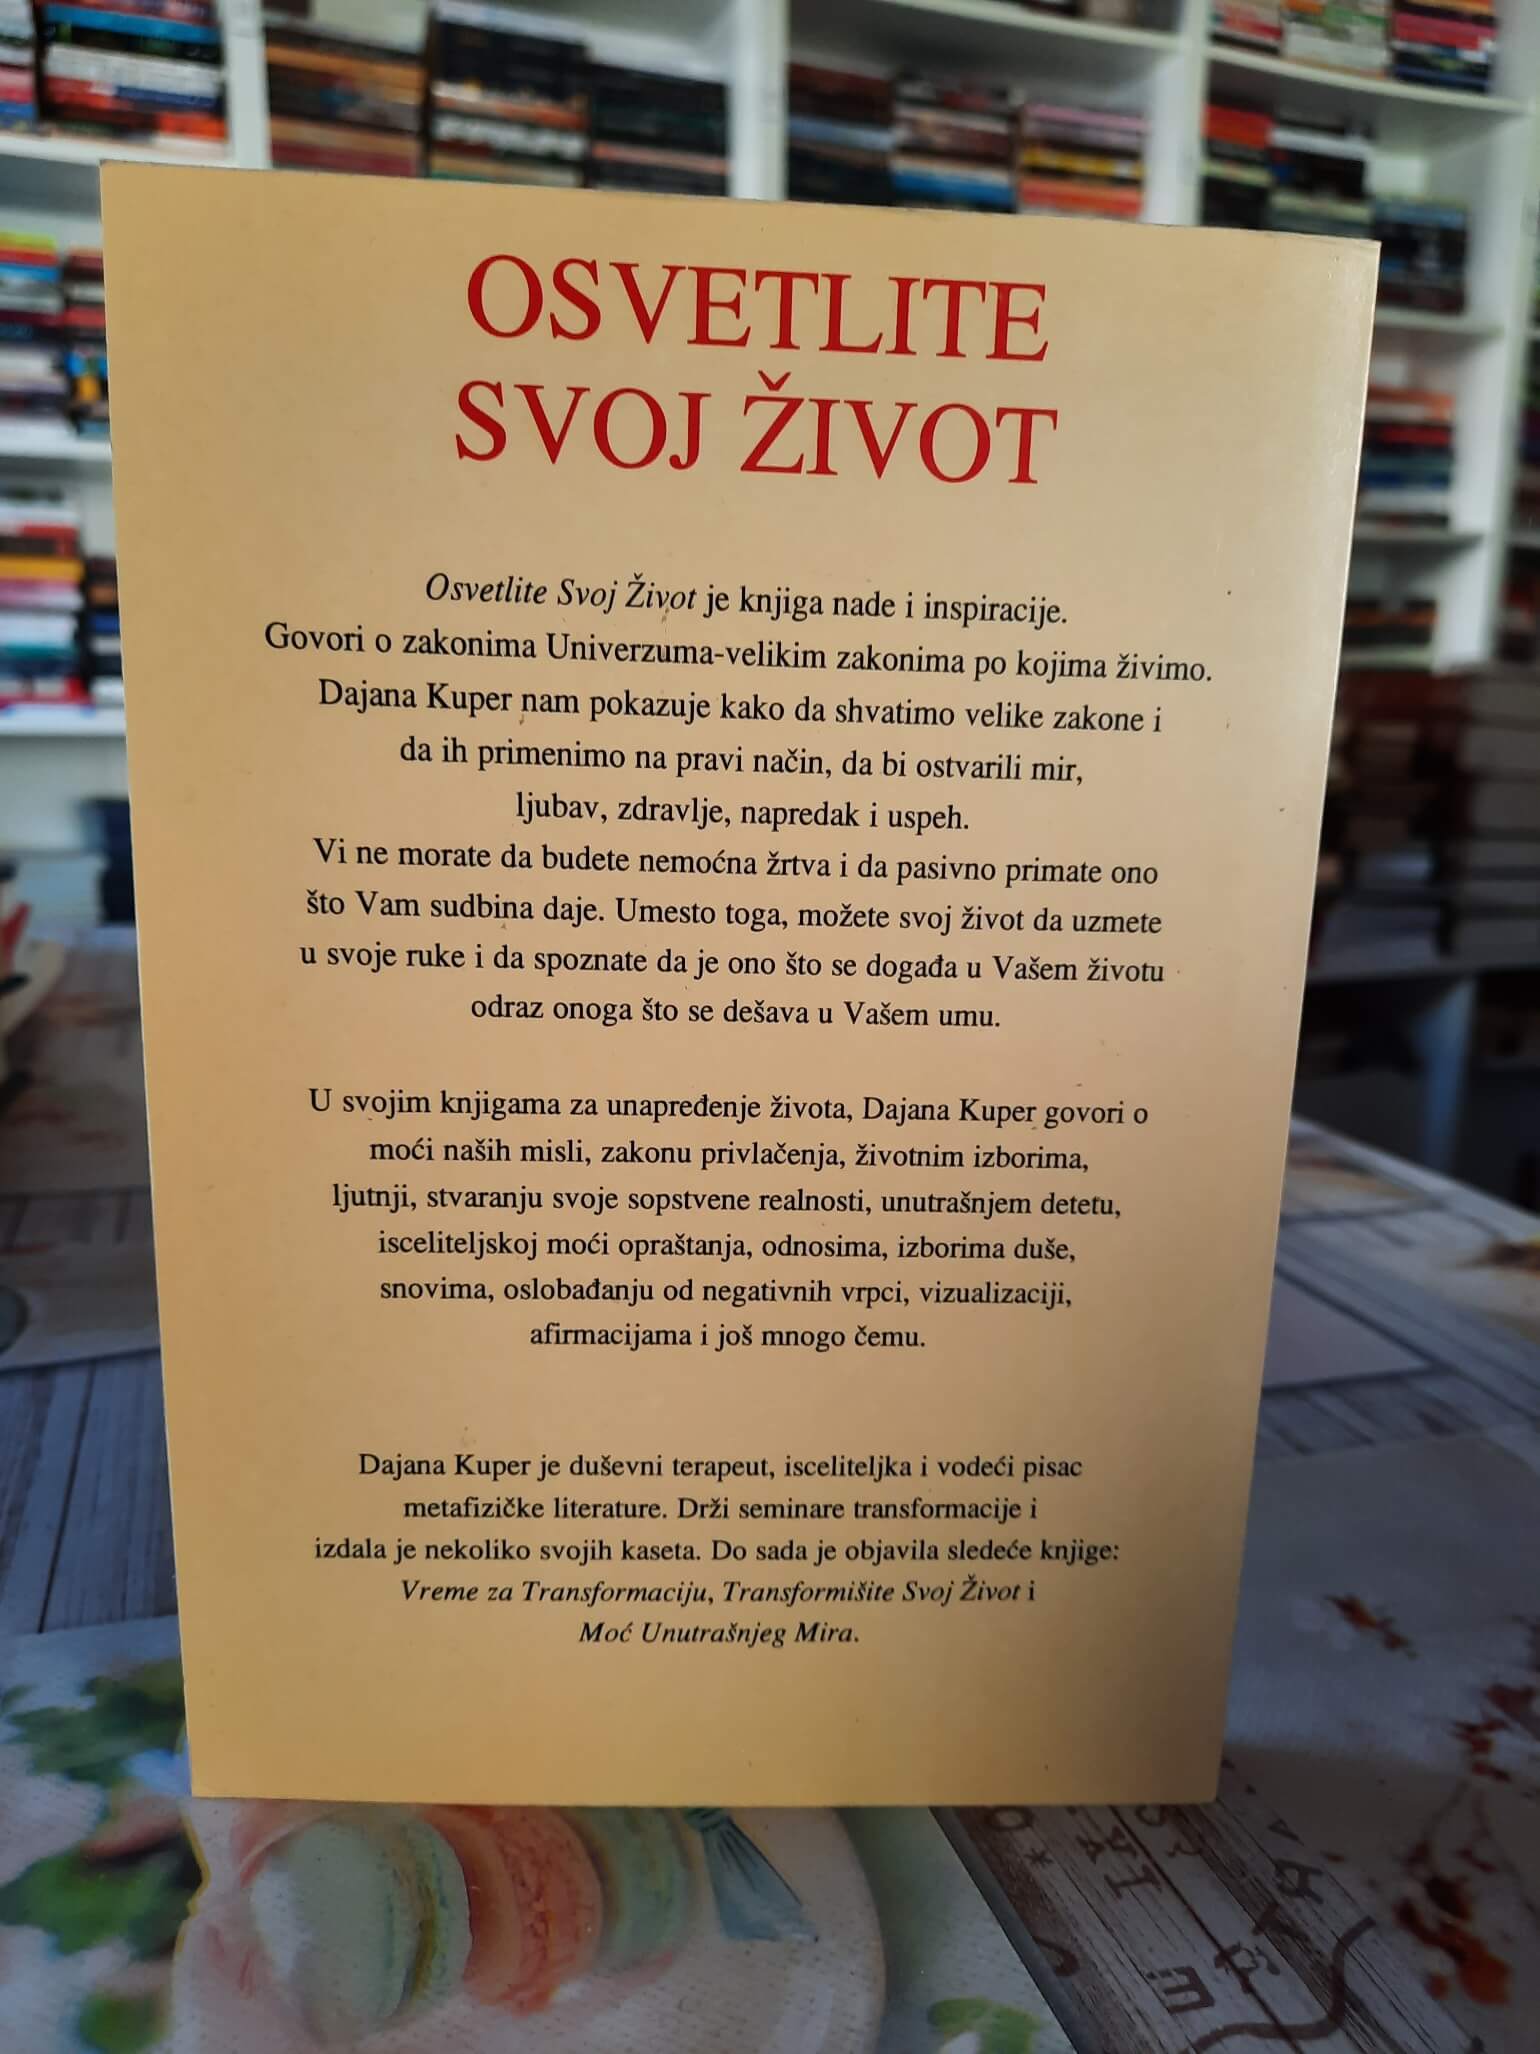 OSVETLITE
SVOJ ŽIVOT
Osvetlite Svoj Život je knjiga nade i inspiracije.
Govori o zakonima Univerzuma-velikim zakonima po kojima živimo.
Dajana Kuper nam pokazuje kako da shvatimo velike zakone i
da ih primenimo na pravi način, da bi ostvarili mir,
ljubav, zdravlje, napredak i uspeh.
Vi ne morate da budete nemoćna žrtva i da pasivno primate ono
što Vam sudbina daje. Umesto toga, možete svoj život da uzmete
u svoje ruke i da spoznate da je ono što se događa u Vašem životu
odraz onoga što se dešava u Vašem umu.
U svojim knjigama za unapređenje života, Dajana Kuper govori o
moći naših misli, zakonu privlačenja, životnim izborima,
ljutnji, stvaranju svoje sopstvene realnosti, unutrašnjem detetu,
isceliteljskoj moći opraštanja, odnosima, izborima duše,
snovima, oslobađanju od negativnih vrpci, vizualizaciji,
afirmacijama i još mnogo čemu.
Dajana Kuper je duševni terapeut, isceliteljka i vodeći pisac
metafizičke literature. Drži seminare transformacije i
izdala je nekoliko svojih kaseta. Do sada je objavila sledeće knjige:
Vreme za Transformaciju, Transformišite Svoj Život i
Moć Unutrašnjeg Mira.